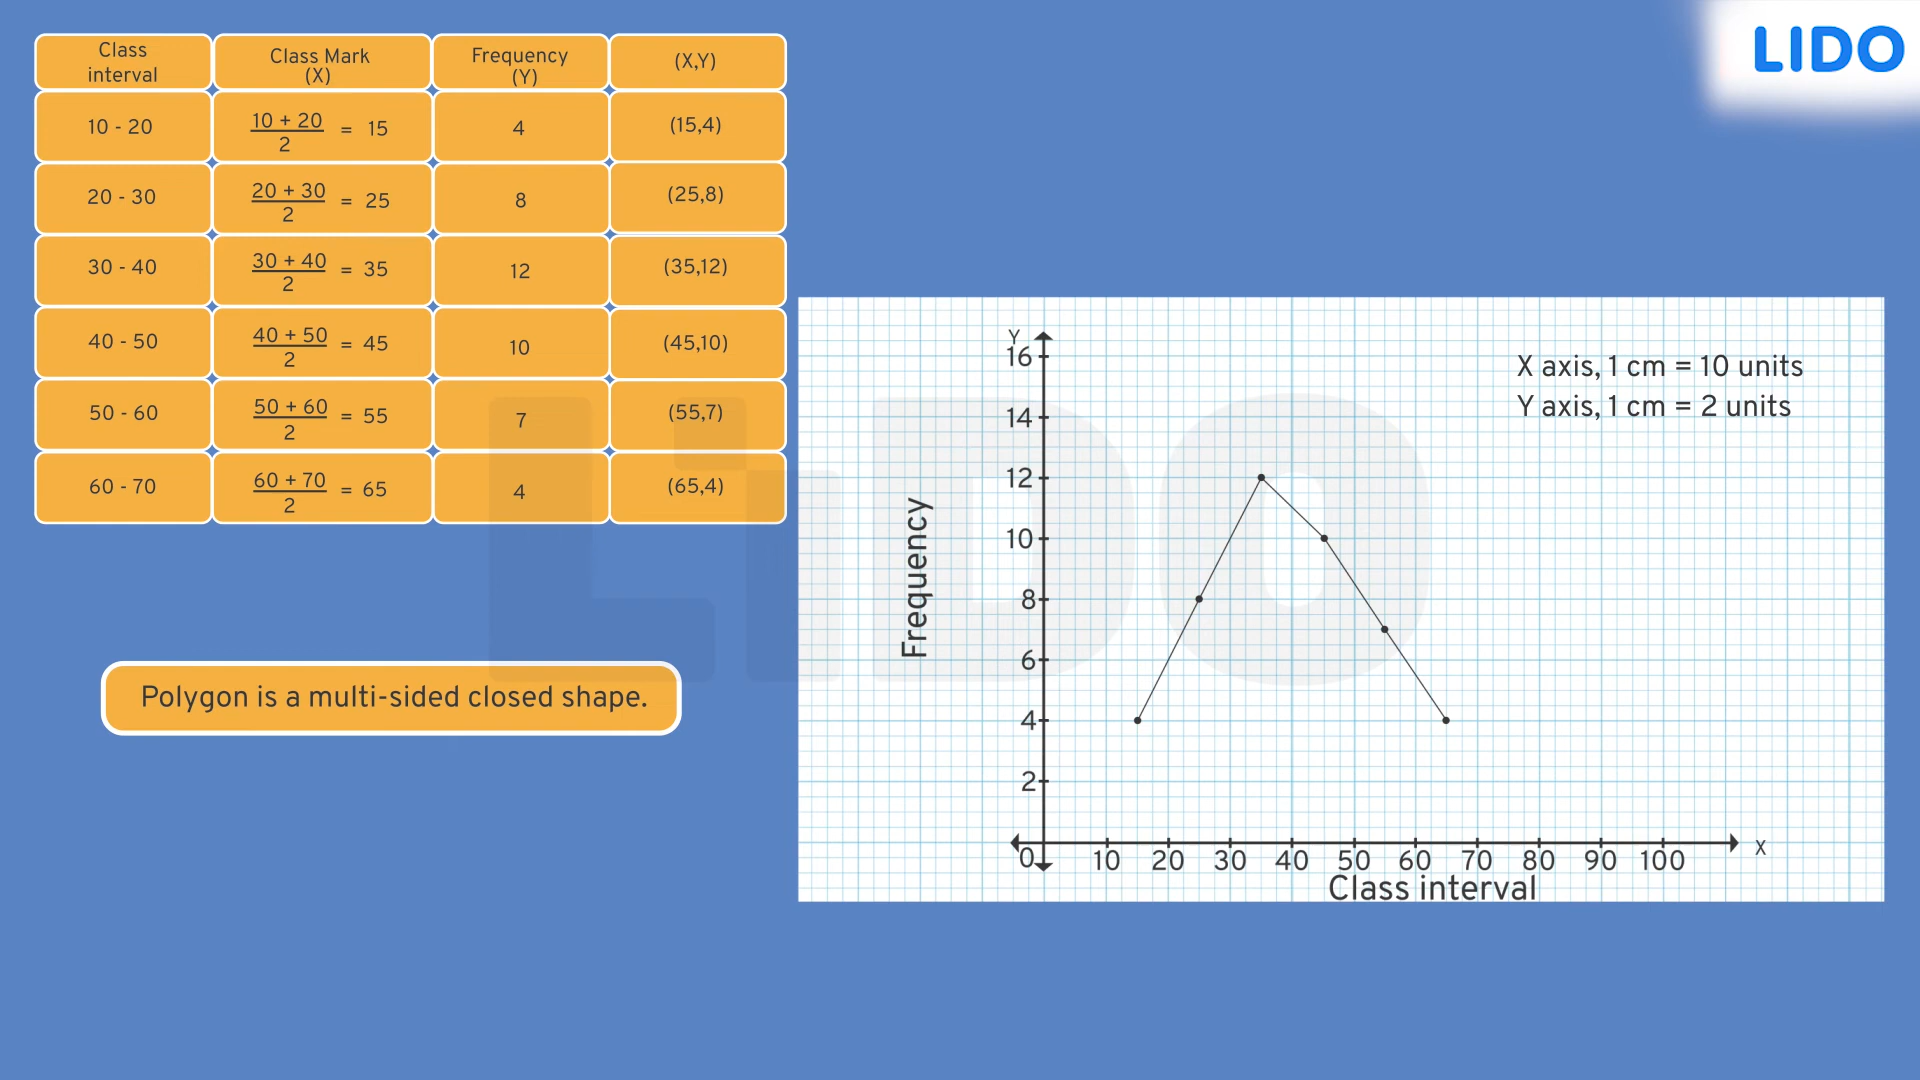 LIDO
Class interval
Class Mark (X)
Frequency (Y)
(X,Y)
10 - 20
10 + 20
2
= 15
4
(15,4)
20 - 30
20 + 30
2
= 25
8
(25,8)
30 - 40
30 + 40
2
= 35
12
(35,12)
40 - 50
40 + 50
2
= 45
10
(45,10)
50 - 60
50 + 60
2
= 55
7
(55,7)
60 - 70
60 + 70
2
= 65
4
(65,4)
Polygon is a multi-sided closed shape.
X axis, 1 cm = 10 units
Y axis, 1 cm = 2 units
Y
16
14
12
10
8
6
4
2
Frequency
0 10 20 30 40 50 60 70 80 90 100 X
Class interval
LiDO